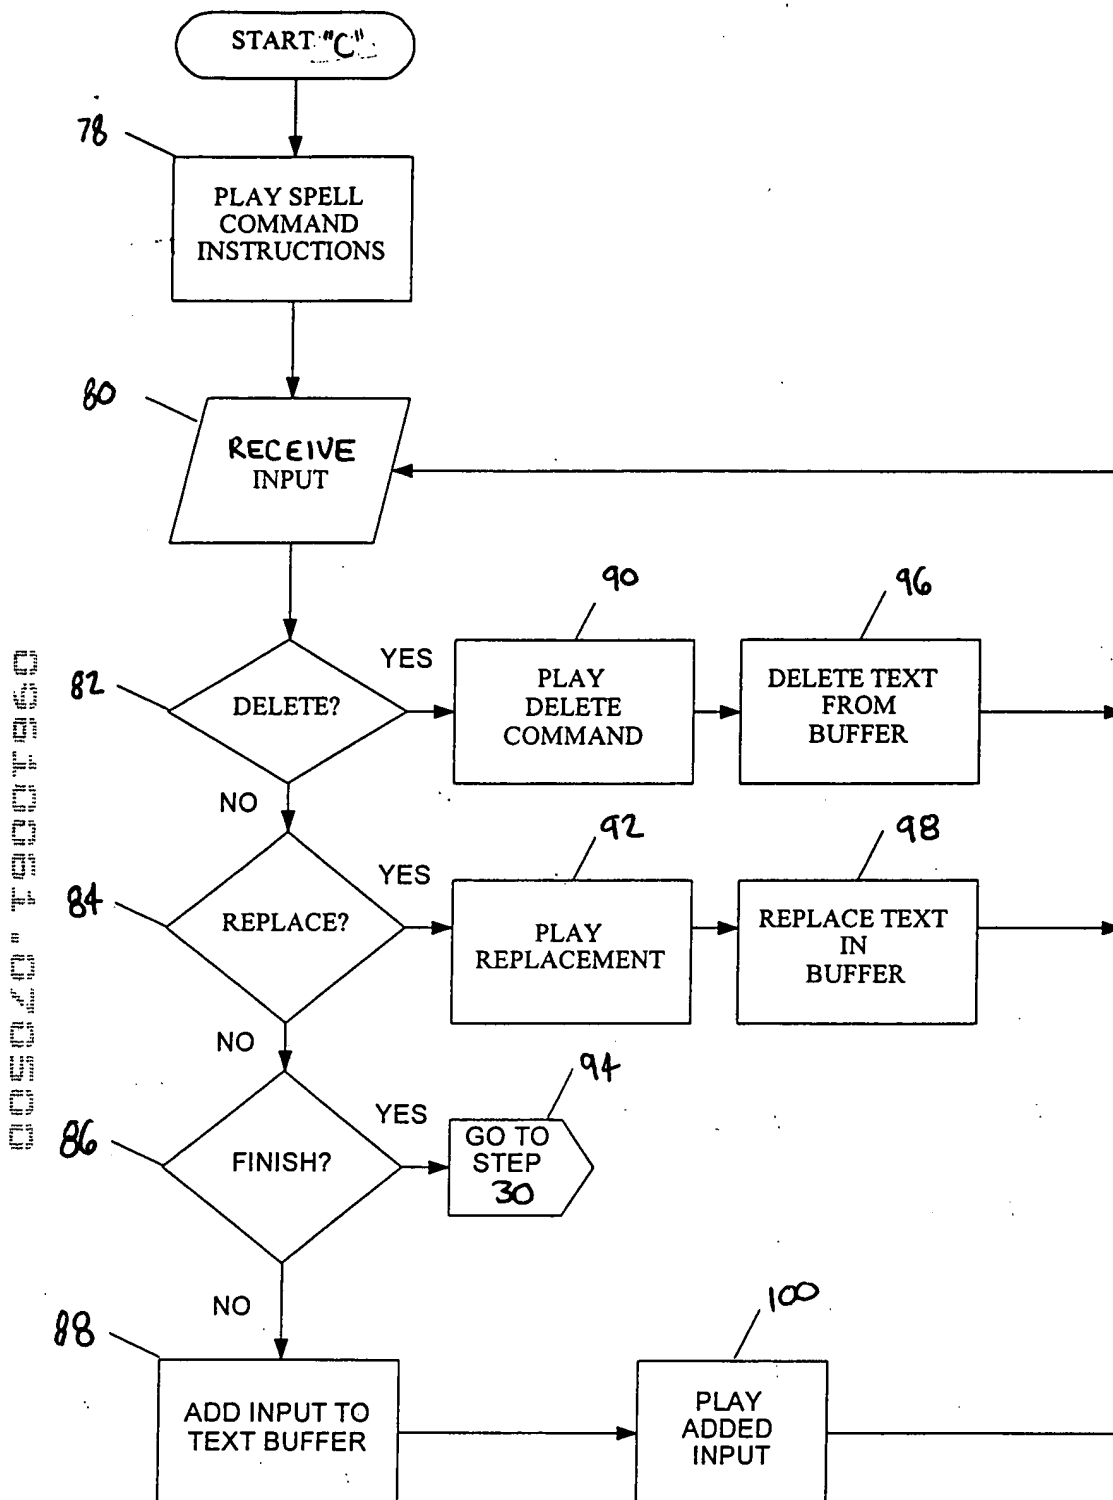 START "C"
78
PLAY SPELL
COMMAND
INSTRUCTIONS
80
RECEIVE
INPUT
82
DELETE?
YES
90
PLAY
DELETE
COMMAND
96
DELETE TEXT
FROM
BUFFER
NO
84
REPLACE?
YES
92
PLAY
REPLACEMENT
98
REPLACE TEXT
IN
BUFFER
NO
86
FINISH?
YES
94
GO TO
STEP
30
NO
88
ADD INPUT TO
TEXT BUFFER
100
PLAY
ADDED
INPUT